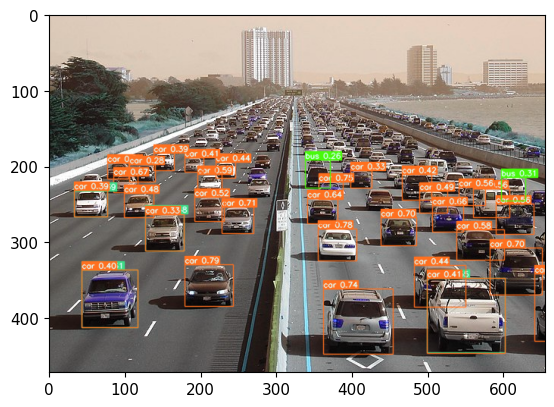 0
100
200
300
400
0 100 200 300 400 500 600
car 0.39
bus 0.26
car 0.41
car 0.44
car 0.28
car 0.33
car 0.42
bus 0.31
car 0.67
car 0.59
car 0.75
car 0.39
car 0.48
car 0.52
car 0.49
car 0.56
0.56
car 0.33
car 0.71
car 0.64
car 0.66
0.56
car 0.78
car 0.70
car 0.58
car 0.40
car 0.79
car 0.44
car 0.70
car 0.74
car 0.41